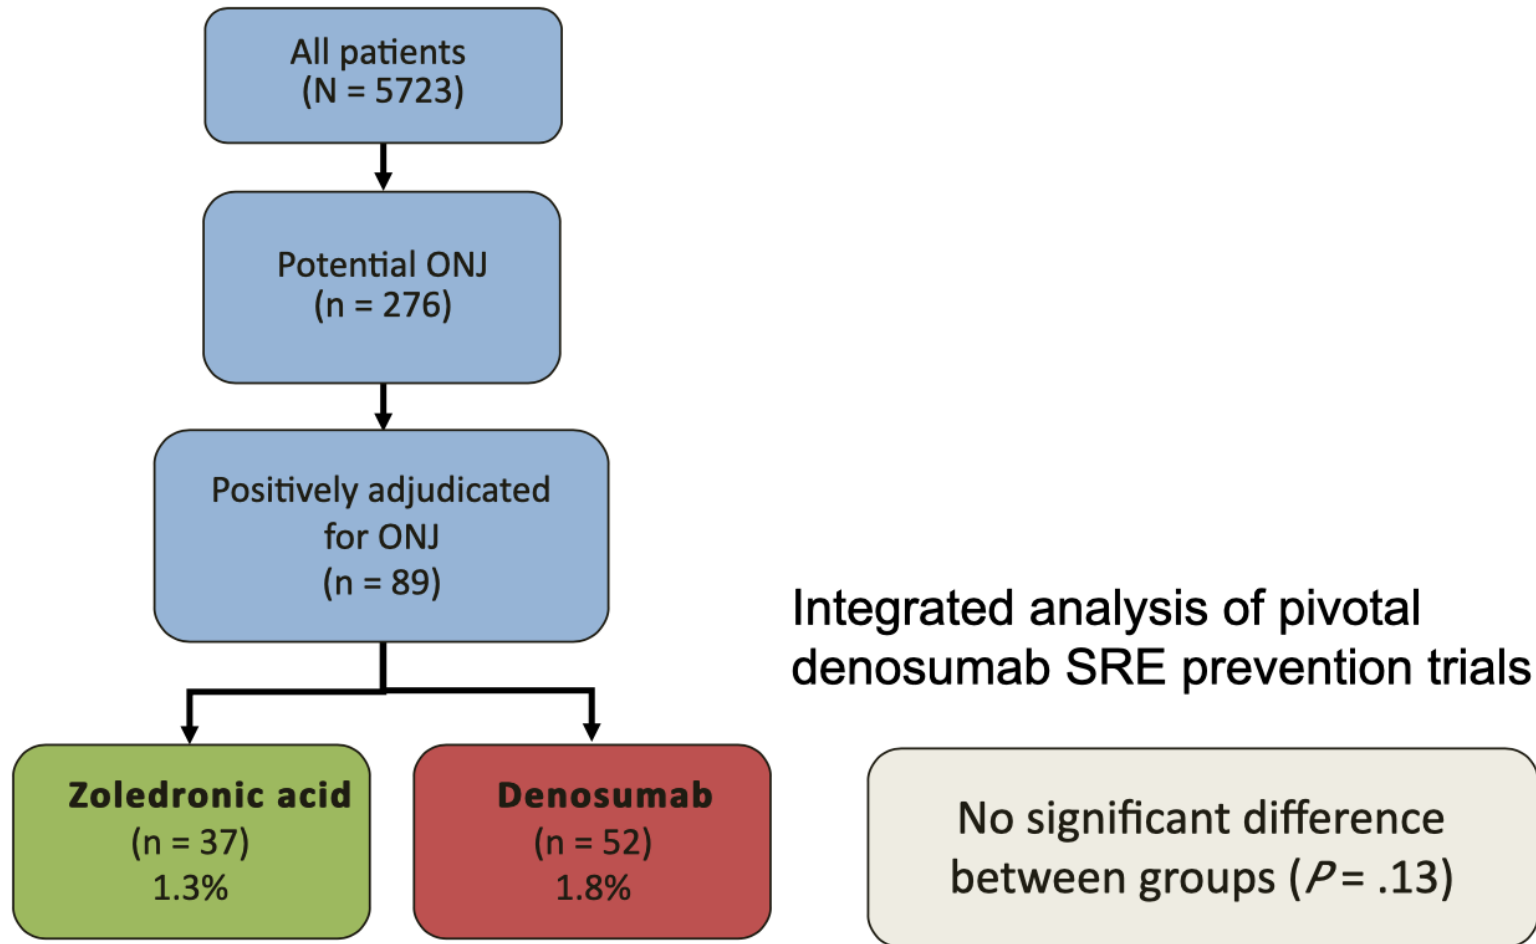 All patients
(N = 5723)
Potential ONJ
(n = 276)
Positively adjudicated
for ONJ
(n = 89)
Integrated analysis of pivotal
denosumab SRE prevention trials
Zoledronic acid
(n = 37)
1.3%
Denosumab
(n = 52)
1.8%
No significant difference
between groups (P = .13)